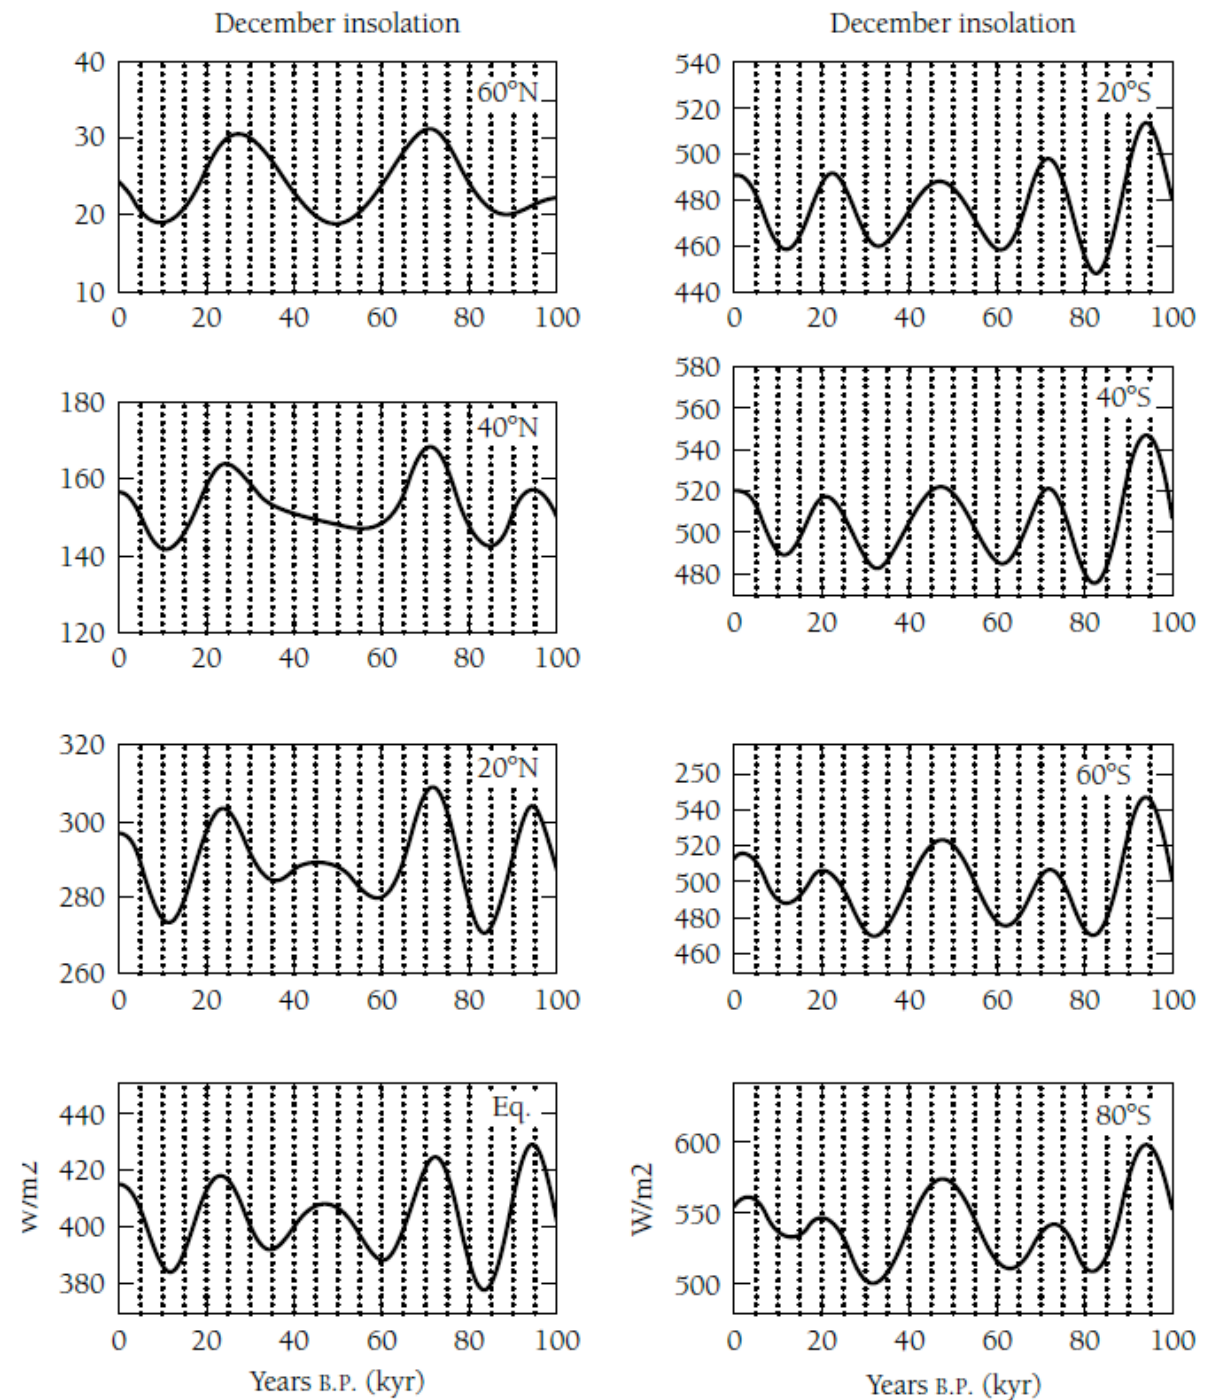 December insolation
40
30
20
10
60°N
0 20 40 60 80 100
180
160
140
120
40°N
0 20 40 60 80 100
320
300
280
260
20°N
0 20 40 60 80 100
440
420
400
380
Eq.
W/m2
0 20 40 60 80 100
Years B.P. (kyr)
December insolation
540
520
500
480
460
440
20°S
0 20 40 60 80 100
580
560
540
520
500
480
40°S
0 20 40 60 80 100
250
540
520
500
480
460
60°S
0 20 40 60 80 100
600
550
500
80°S
W/m2
0 20 40 60 80 100
Years B.P. (kyr)